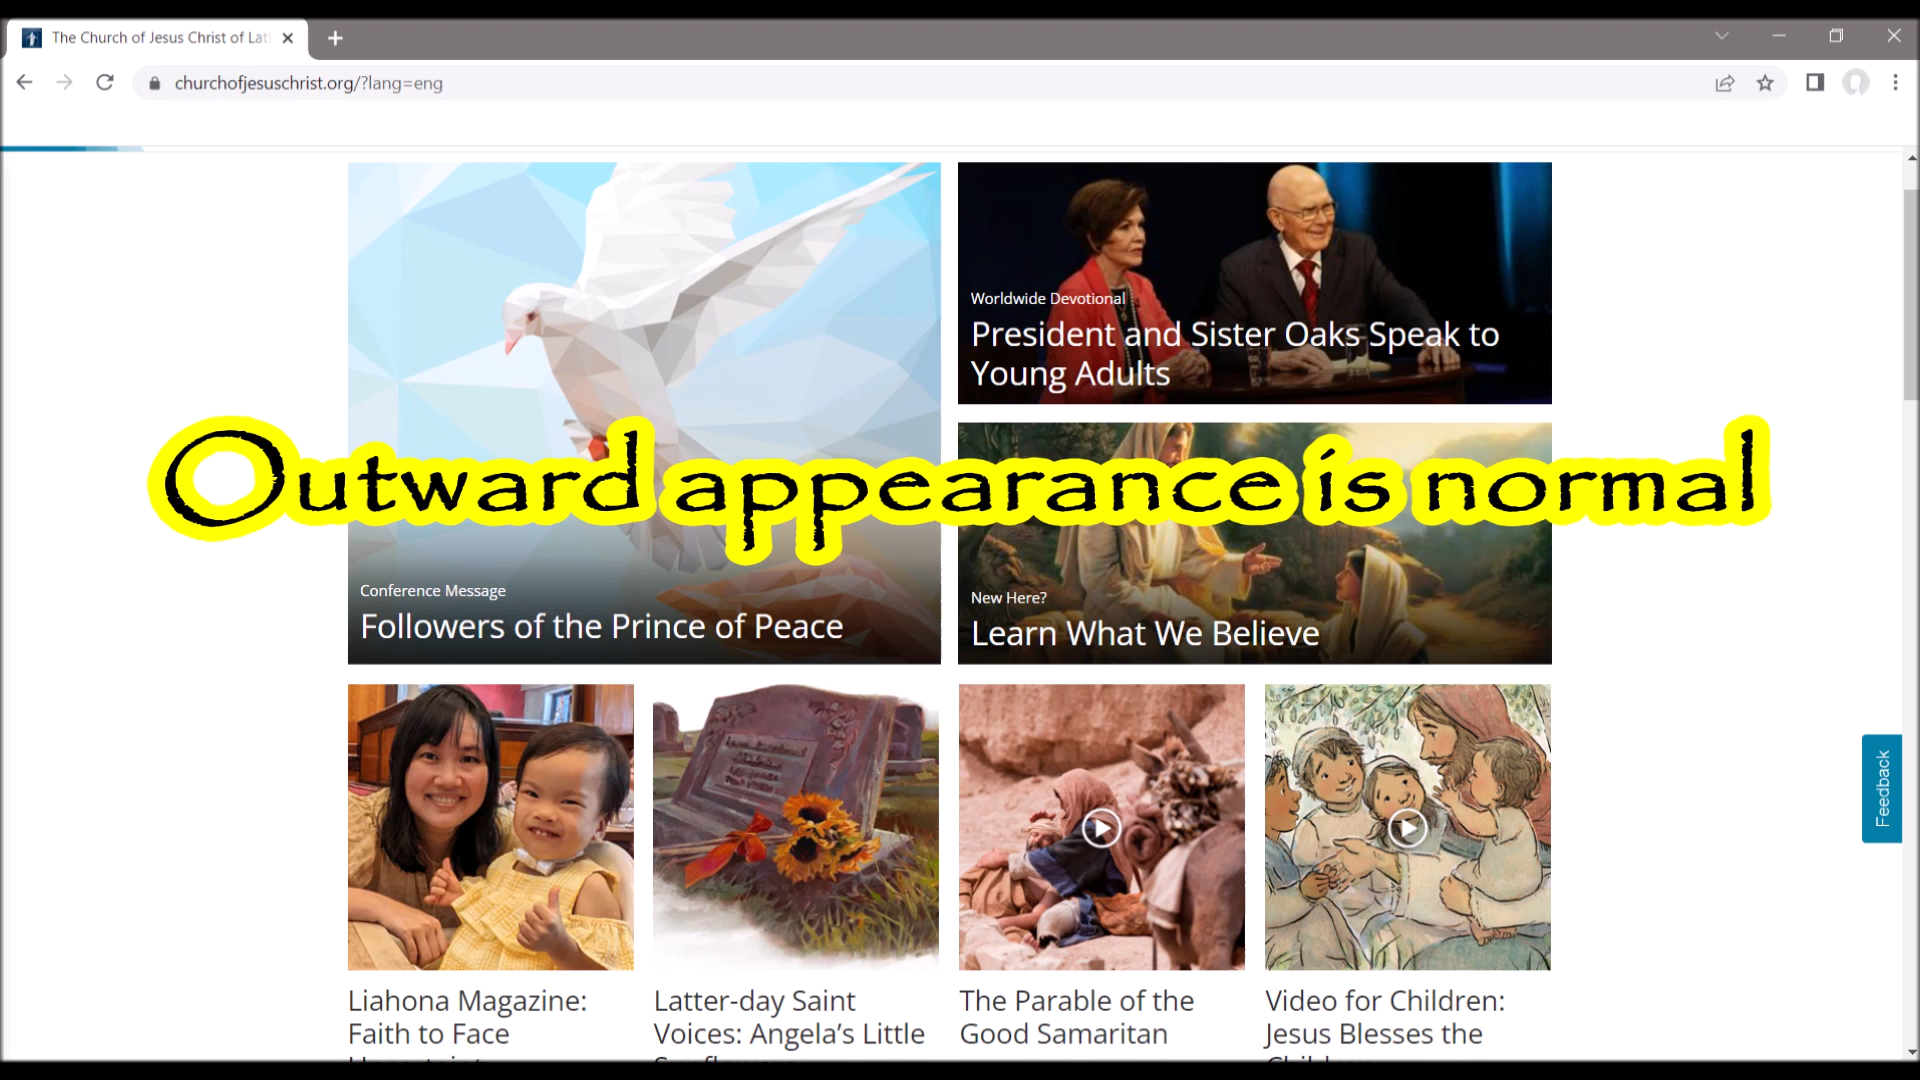 The Church of Jesus Christ of Lat
churchofjesuschrist.org/?lang=eng
Worldwide Devotional
President and Sister Oaks Speak to
Young Adults
Outward appearance is normal
Conference Message
Followers of the Prince of Peace
New Here?
Learn What We Believe
Feedback
Liahona Magazine:
Faith to Face
Latter-day Saint
Voices: Angela’s Little
The Parable of the
Good Samaritan
Video for Children:
Jesus Blesses the